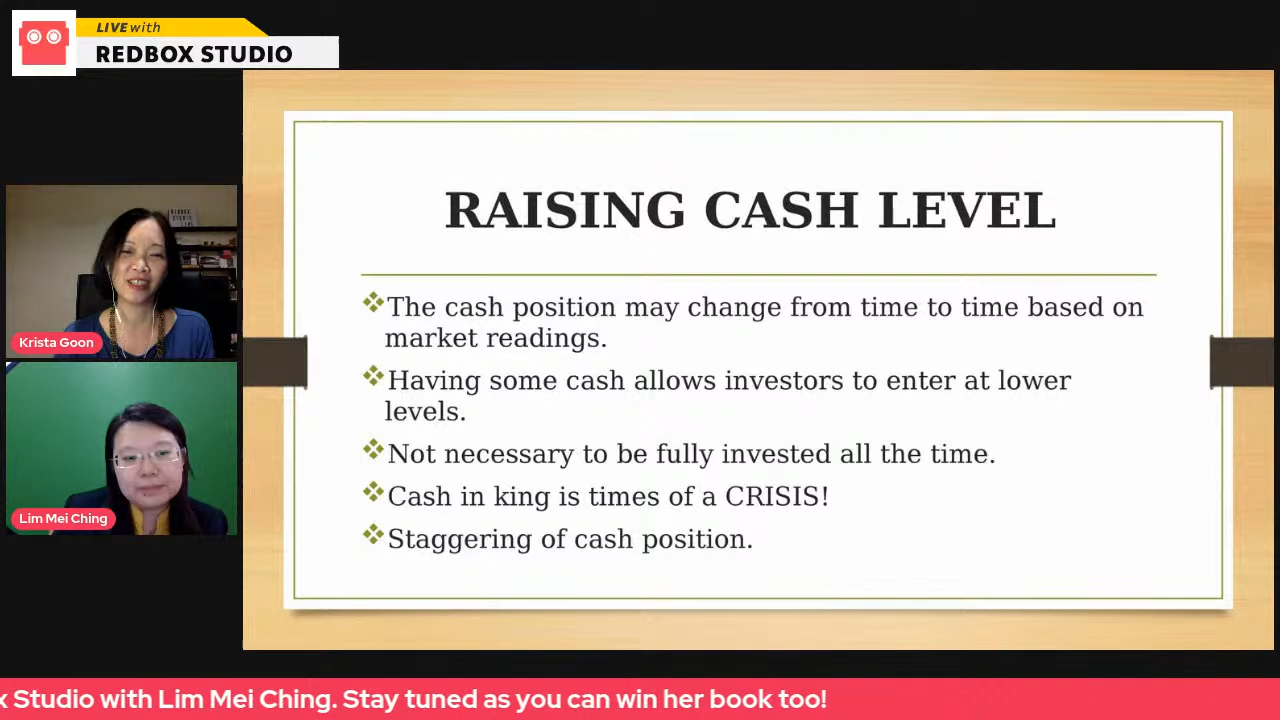 LIVE with
REDBOX STUDIO
RAISING CASH LEVEL
The cash position may change from time to time based on
market readings.
Having some cash allows investors to enter at lower
levels.
Not necessary to be fully invested all the time.
Cash in king is times of a CRISIS!
Staggering of cash position.
Krista Goon
Lim Mei Ching
x Studio with Lim Mei Ching. Stay tuned as you can win her book too!